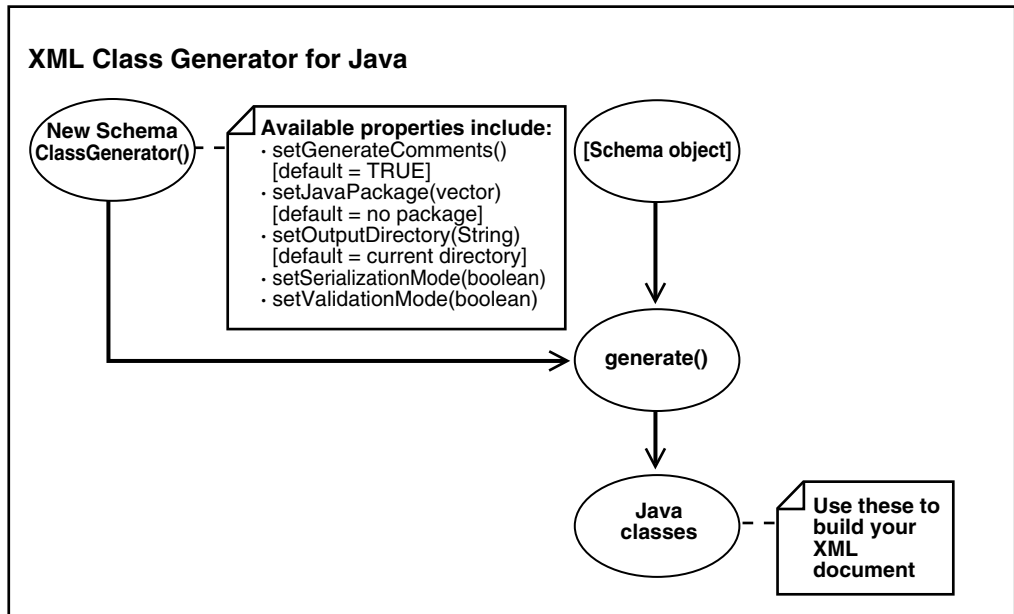 XML Class Generator for Java
New Schema
ClassGenerator()
Available properties include:
· setGenerateComments()
[default = TRUE]
· setJavaPackage(vector)
[default = no package]
· setOutputDirectory(String)
[default = current directory]
· setSerializationMode(boolean)
· setValidationMode(boolean)
[Schema object]
generate()
Java
classes
Use these to
build your
XML
document